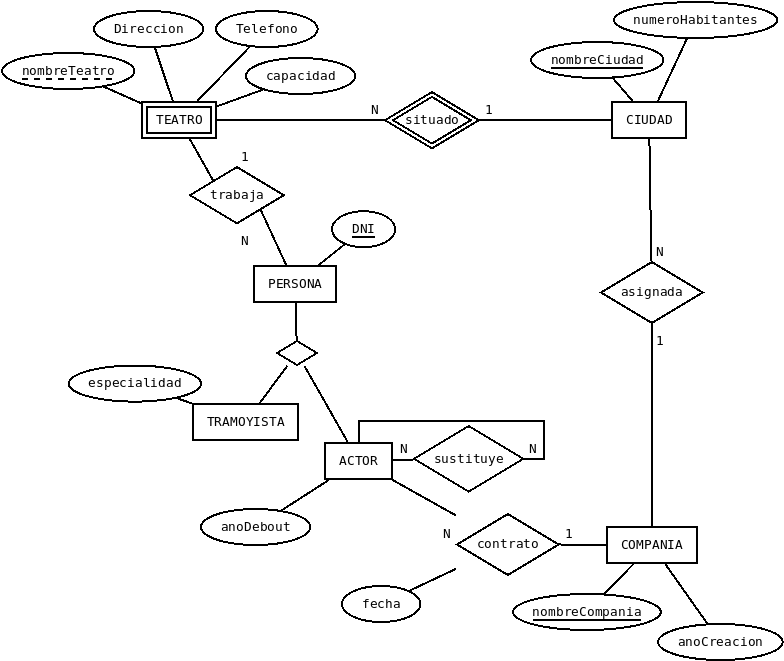 numeroHabitantes
Direccion
Telefono
nombreCiudad
nombreTeatro
capacidad
N
1
TEATRO
situado
CIUDAD
1
trabaja
DNI
N
N
PERSONA
asignada
1
especialidad
TRAMOYISTA
N
N
ACTOR
sustituye
anoDebout
N
1
contrato
COMPANIA
fecha
nombreCompania
anoCreacion